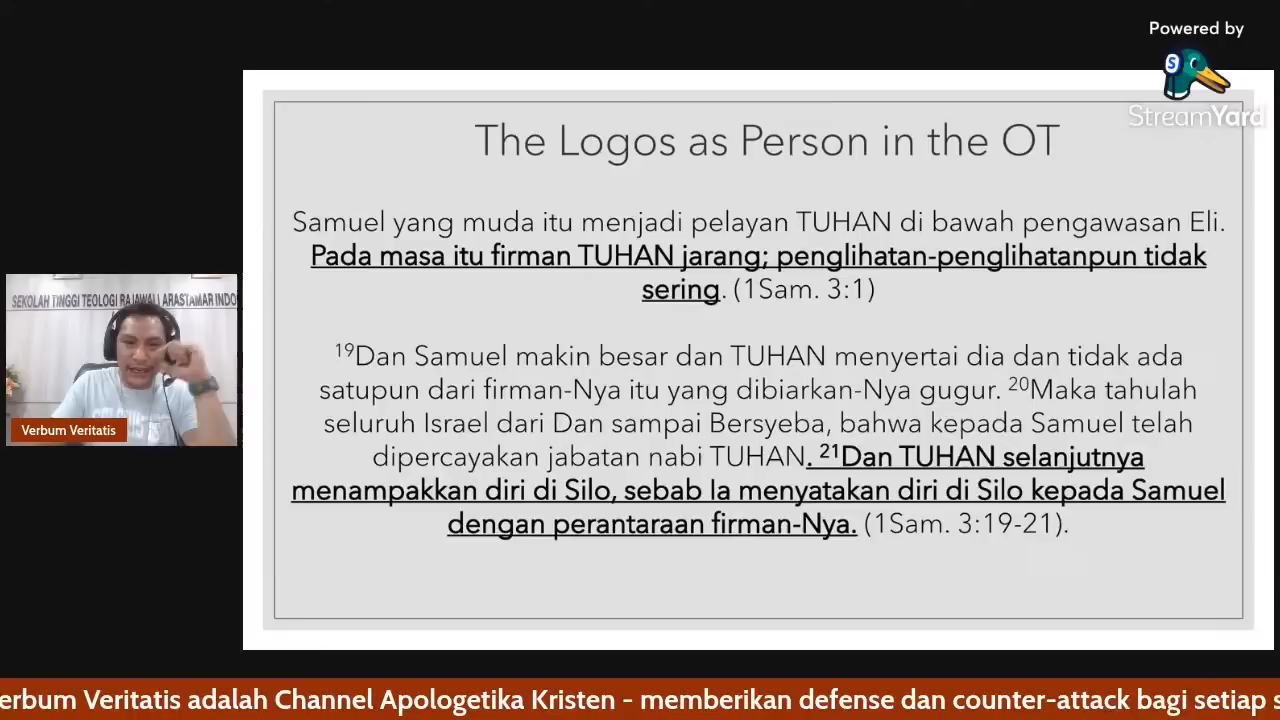 Powered by
S
StreamYard
The Logos as Person in the OT
Samuel yang muda itu menjadi pelayan TUHAN di bawah pengawasan Eli.
Pada masa itu firman TUHAN jarang; penglihatan-penglihatanpun tidak
sering. (1Sam. 3:1)
¹⁹Dan Samuel makin besar dan TUHAN menyertai dia dan tidak ada
satupun dari firman-Nya itu yang dibiarkan-Nya gugur. ²⁰Maka tahulah
seluruh Israel dari Dan sampai Bersyeba, bahwa kepada Samuel telah
dipercayakan jabatan nabi TUHAN. ²¹Dan TUHAN selanjutnya
menampakkan diri di Silo, sebab Ia menyatakan diri di Silo kepada Samuel
dengan perantaraan firman-Nya. (1Sam. 3:19-21).
SEKOLAH TINGGI TEOLOGI RAJAWALI ARASTAMAR INDO
Verbum Veritatis
erbum Veritatis adalah Channel Apologetika Kristen - memberikan defense dan counter-attack bagi setiap s